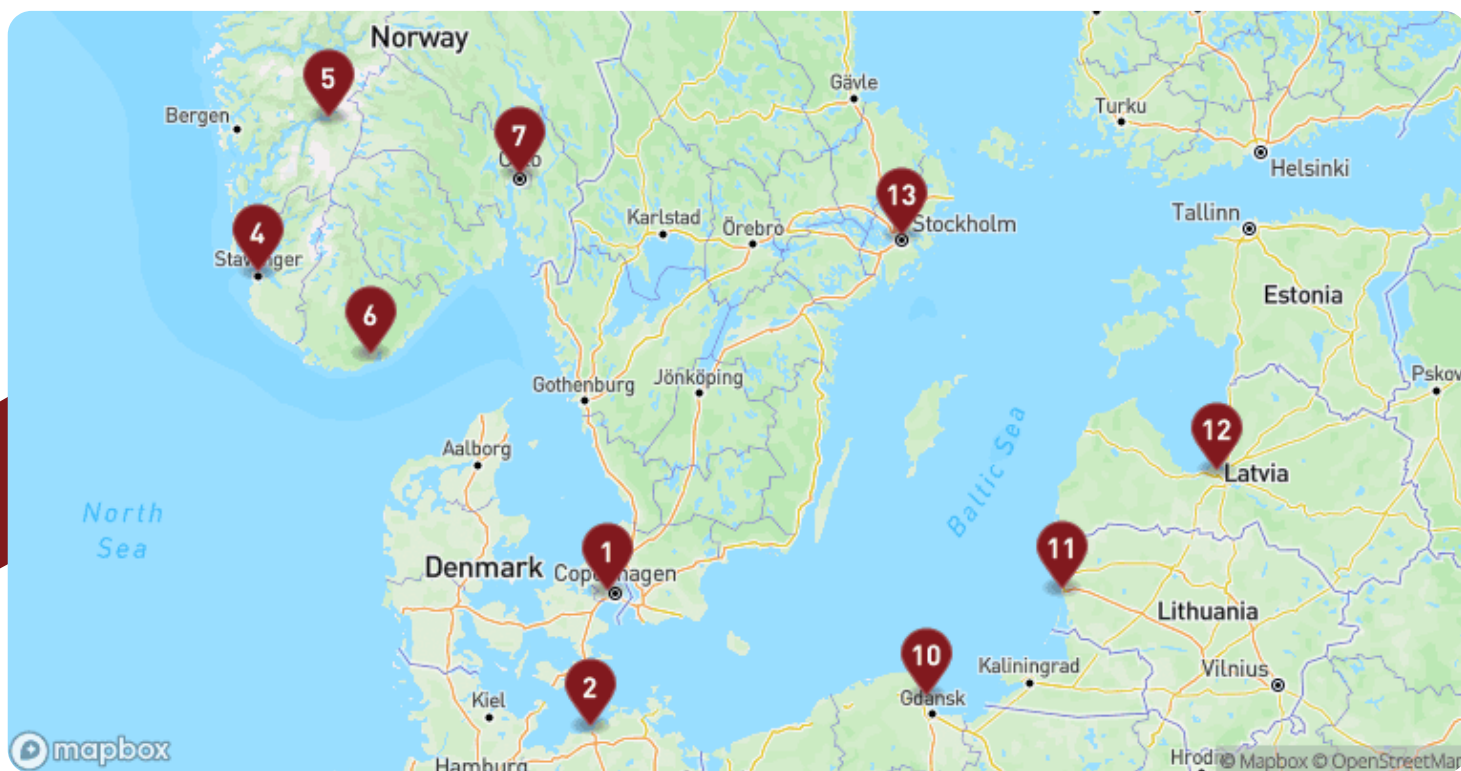 Norway
5
Gävle
Turku
Bergen
7
Helsinki
13
Stockholm
Tallinn
Karlstad
Örebro
4
Estonia
6
Gothenburg
Jönköping
12
Aalborg
Baltic Sea
Latvia
North
Sea
1
11
Denmark
Lithuania
10
Kaliningrad
Vilnius
2
Kiel
Gdansk
Hamburg
mapbox
© Mapbox © OpenStreetMap